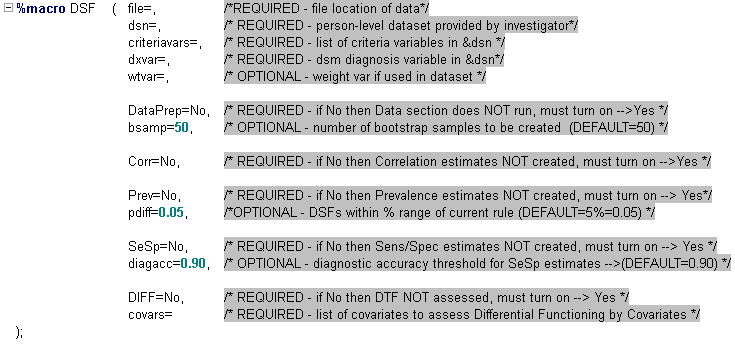 %macro DSF ( file=, /*REQUIRED - file location of data*/
dsn=, /* REQUIRED - person-level dataset provided by investigator*/
criteriavars=, /* REQUIRED - list of criteria variables in &dsn */
dxvar=, /* REQUIRED - dsm diagnosis variable in &dsn*/
wtvar=, /* OPTIONAL - weight var if used in dataset */
DataPrep=No, /* REQUIRED - if No then Data section does NOT run, must turn on -->Yes */
bsamp=50, /* OPTIONAL - number of bootstrap samples to be created (DEFAULT=50) */
Corr=No, /* REQUIRED - if No then Correlation estimates NOT created, must turn on -->Yes */
Prev=No, /* REQUIRED - if No then Prevalence estimates NOT created, must turn on --> Yes*/
pdiff=0.05, /*OPTIONAL - DSFs within % range of current rule (DEFAULT=5%=0.05) */
SeSp=No, /* REQUIRED - if No then Sens/Spec estimates NOT created, must turn on --> Yes */
diagacc=0.90, /* OPTIONAL - diagnostic accuracy threshold for SeSp estimates -->(DEFAULT=0.90) */
DIFF=No, /* REQUIRED - if No then DTF NOT assessed, must turn on --> Yes */
covars= /* REQUIRED - list of covariates to assess Differential Functioning by Covariates */
);